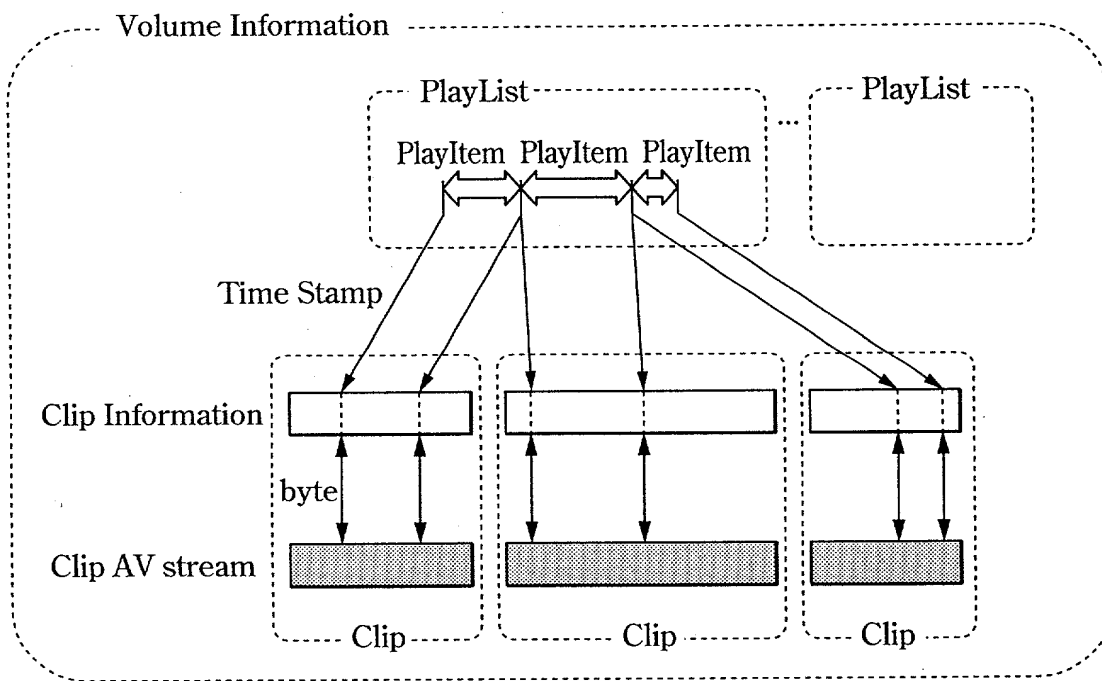 Volume Information
PlayList
PlayList
...
PlayItem PlayItem PlayItem
Time Stamp
Clip Information
byte
Clip AV stream
Clip
Clip
Clip